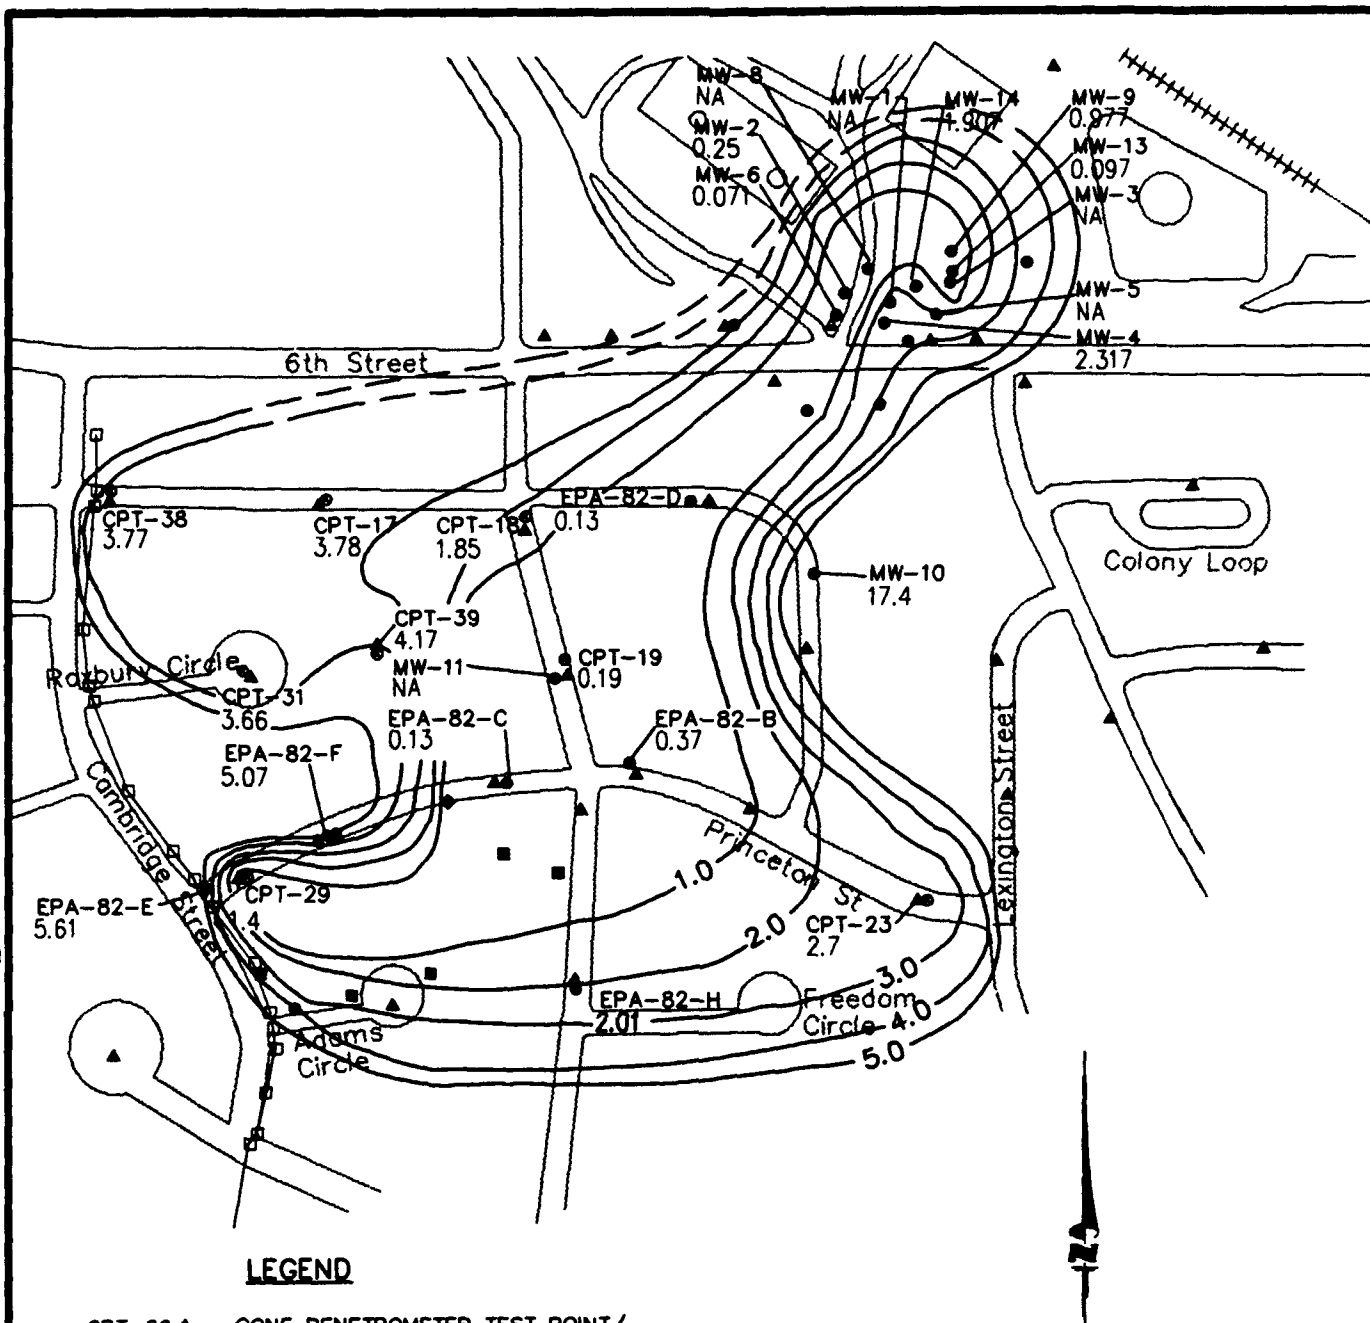 MW-8
NA
MW-1
NA
MW-14
1.907
MW-9
0.977
MW-2
0.25
MW-13
0.097
MW-6
0.071
MW-3
NA
MW-5
NA
MW-4
2.317
6th Street
CPT-38
3.77
CPT-17
3.78
CPT-18
1.85
EPA-82-D
0.13
MW-10
17.4
Colony Loop
CPT-39
4.17
MW-11
NA
CPT-19
0.19
Roxbury Circle
CPT-31
3.66
EPA-82-C
0.13
EPA-82-B
0.37
EPA-82-F
5.07
Cambridge Street
Princeton St
Lexington Street
CPT-29
1.4
EPA-82-E
5.61
1.0
2.0
CPT-23
2.7
3.0
4.0
5.0
EPA-82-H
2.01
Freedom
Circle
Adams
Circle
N
LEGEND
CONE PENETROMETER TEST POINT/